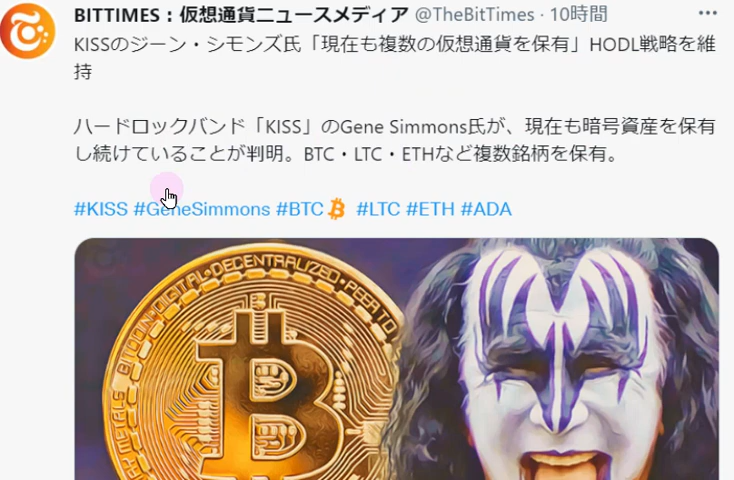 BITTIMES：仮想通貨ニュースメディア @TheBitTimes · 10時間
KISSのジーン・シモンズ氏「現在も複数の仮想通貨を保有」HODL戦略を維
持
ハードロックバンド「KISS」のGene Simmons氏が、現在も暗号資産を保有
し続けていることが判明。BTC・LTC・ETHなど複数銘柄を保有。
#KISS #GeneSimmons #BTC #LTC #ETH #ADA
BITCOIN•DIGITAL•DECENTRALIZED•PEER TO